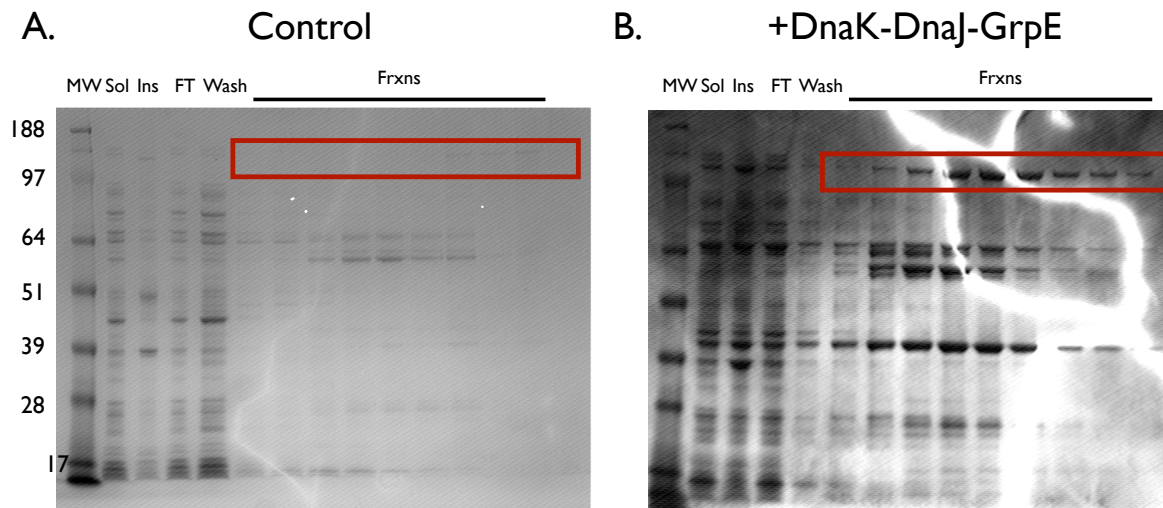 A. Control
B. +DnaK-DnaJ-GrpE
MW Sol Ins FT Wash Frxns
MW Sol Ins FT Wash Frxns
188
97
64
51
39
28
17